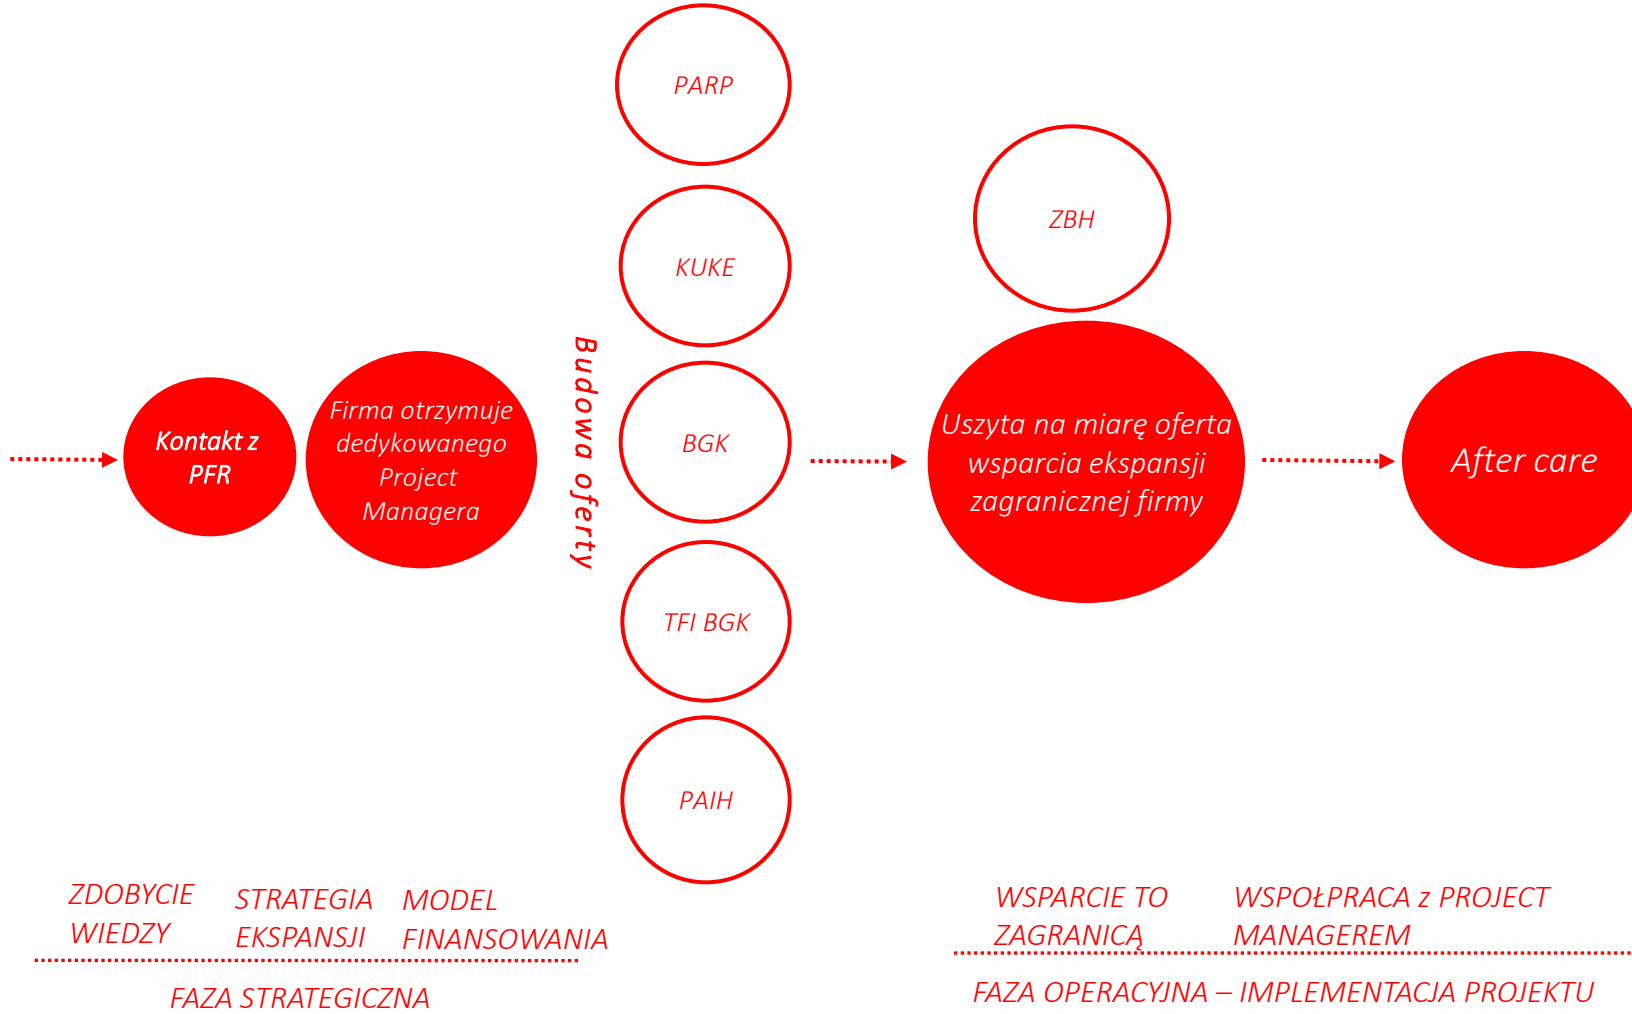 Kontakt z
PFR
Firma otrzymuje
dedykowanego
Project
Managera
Budowa oferty
PARP
KUKE
BGK
TFI BGK
PAIH
ZBH
Uszyta na miarę oferta
wsparcia ekspansji
zagranicznej firmy
After care
ZDOBYCIE
WIEDZY
STRATEGIA
EKSPANSJI
MODEL
FINANSOWANIA
FAZA STRATEGICZNA
WSPARCIE TO
ZAGRANICĄ
WSPOŁPRACA z PROJECT
MANAGEREM
FAZA OPERACYJNA – IMPLEMENTACJA PROJEKTU